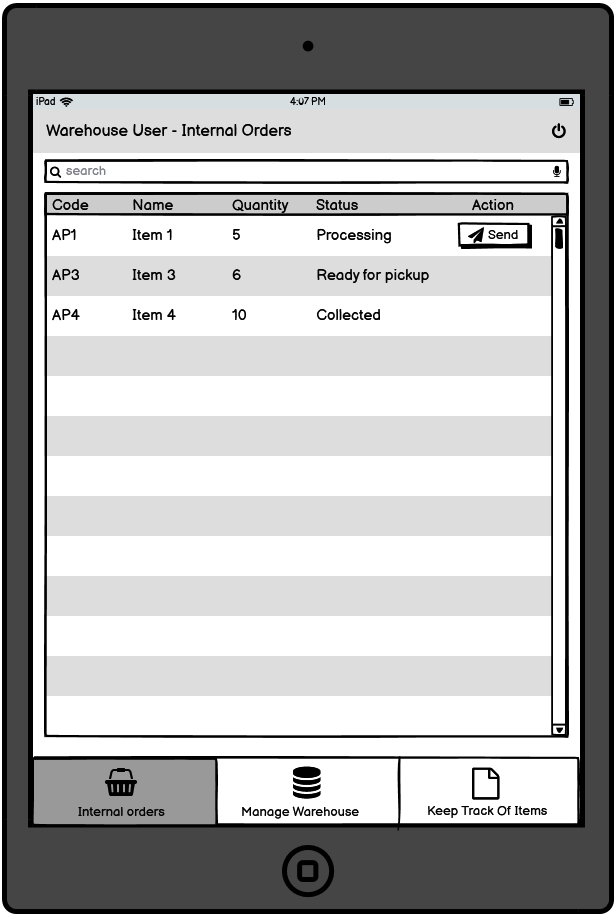 iPad 4:07 PM
Warehouse User - Internal Orders
search
Code Name Quantity Status Action
AP1 Item 1 5 Processing Send
AP3 Item 3 6 Ready for pickup
AP4 Item 4 10 Collected
Internal orders Manage Warehouse Keep Track Of Items